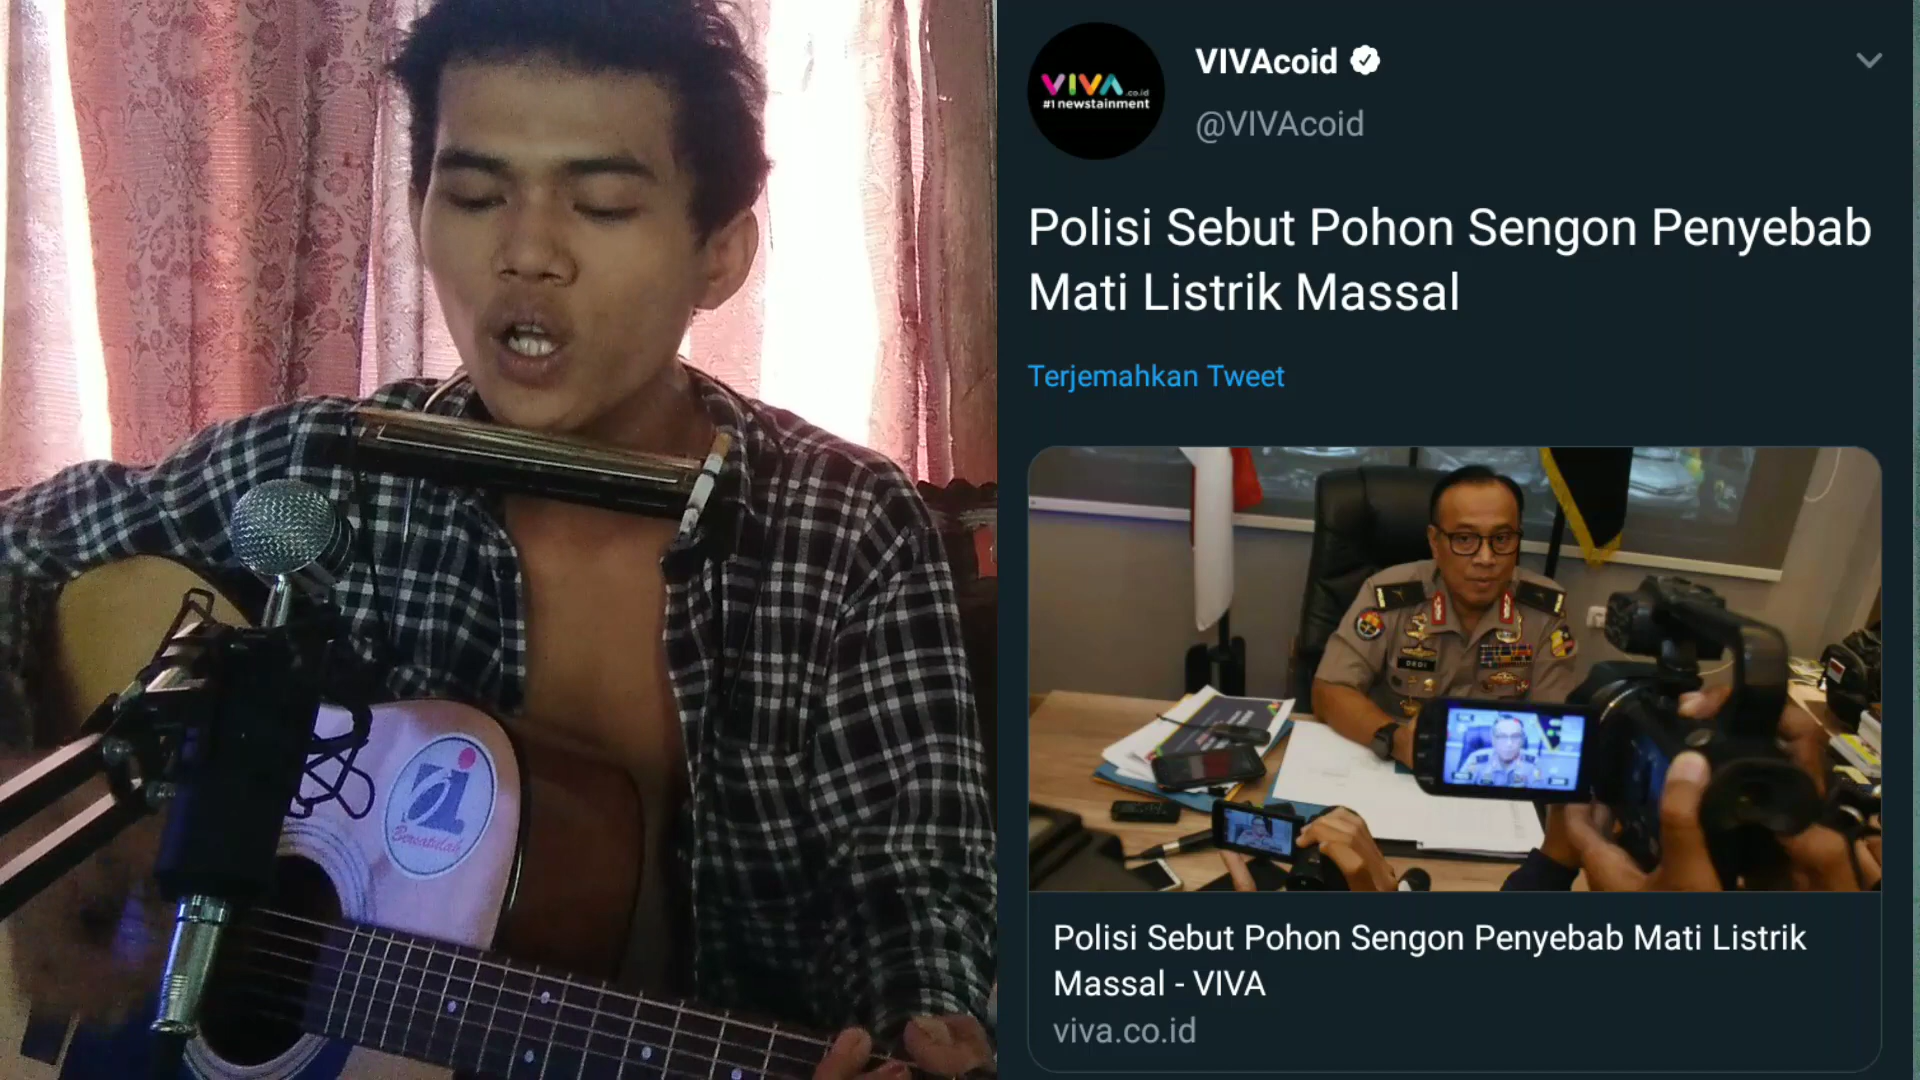 VIVA.co.id
#1 newstainment
VIVAcoid
@VIVAcoid
Polisi Sebut Pohon Sengon Penyebab
Mati Listrik Massal
Terjemahkan Tweet
DEDI
Bersatulah
Polisi Sebut Pohon Sengon Penyebab Mati Listrik
Massal - VIVA
viva.co.id